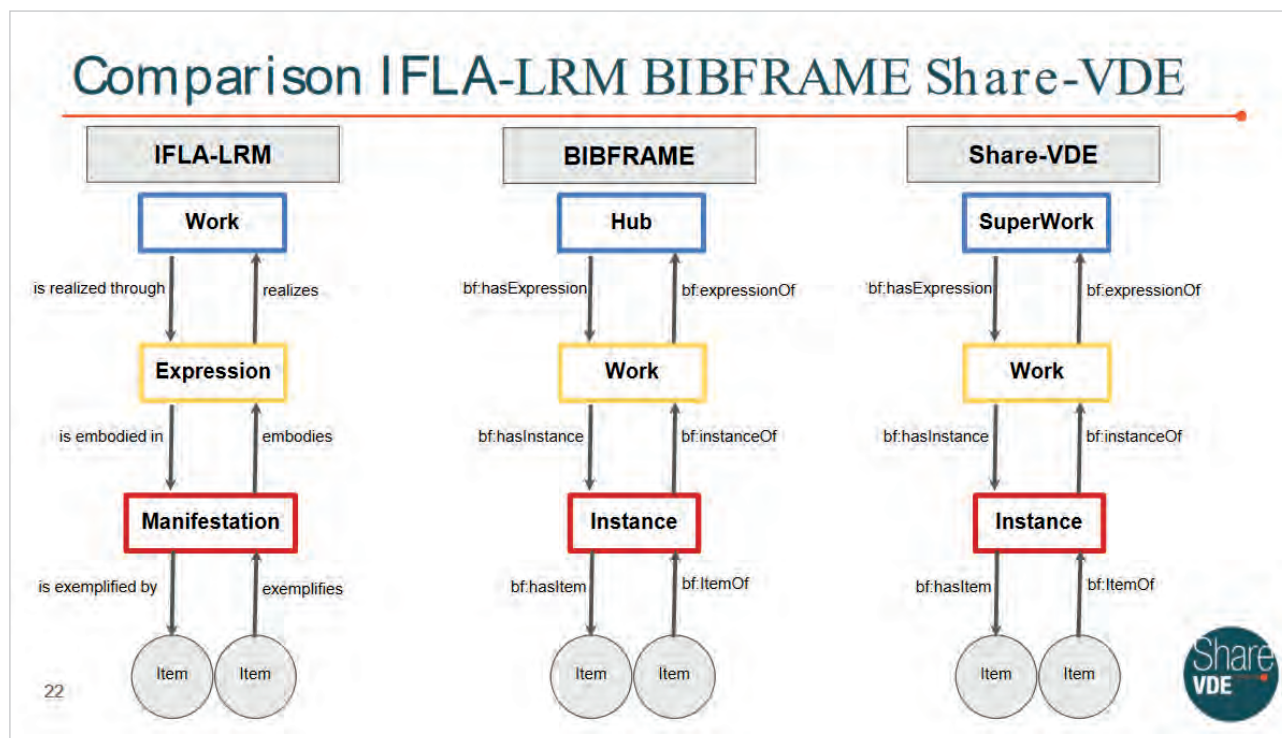 Comparison IFLA-LRM BIBFRAME Share-VDE
IFLA-LRM
BIBFRAME
Share-VDE
Work
Hub
SuperWork
is realized through
realizes
bf:hasExpression
bf:expressionOf
bf:hasExpression
bf:expressionOf
Expression
Work
Work
is embodied in
embodies
bf:hasInstance
bf:instanceOf
bf:hasInstance
bf:instanceOf
Manifestation
Instance
Instance
is exemplified by
exemplifies
bf:hasItem
bf:ItemOf
bf:hasItem
bf:ItemOf
Item
Item
Item
Item
Item
Item
22
Share
VDE